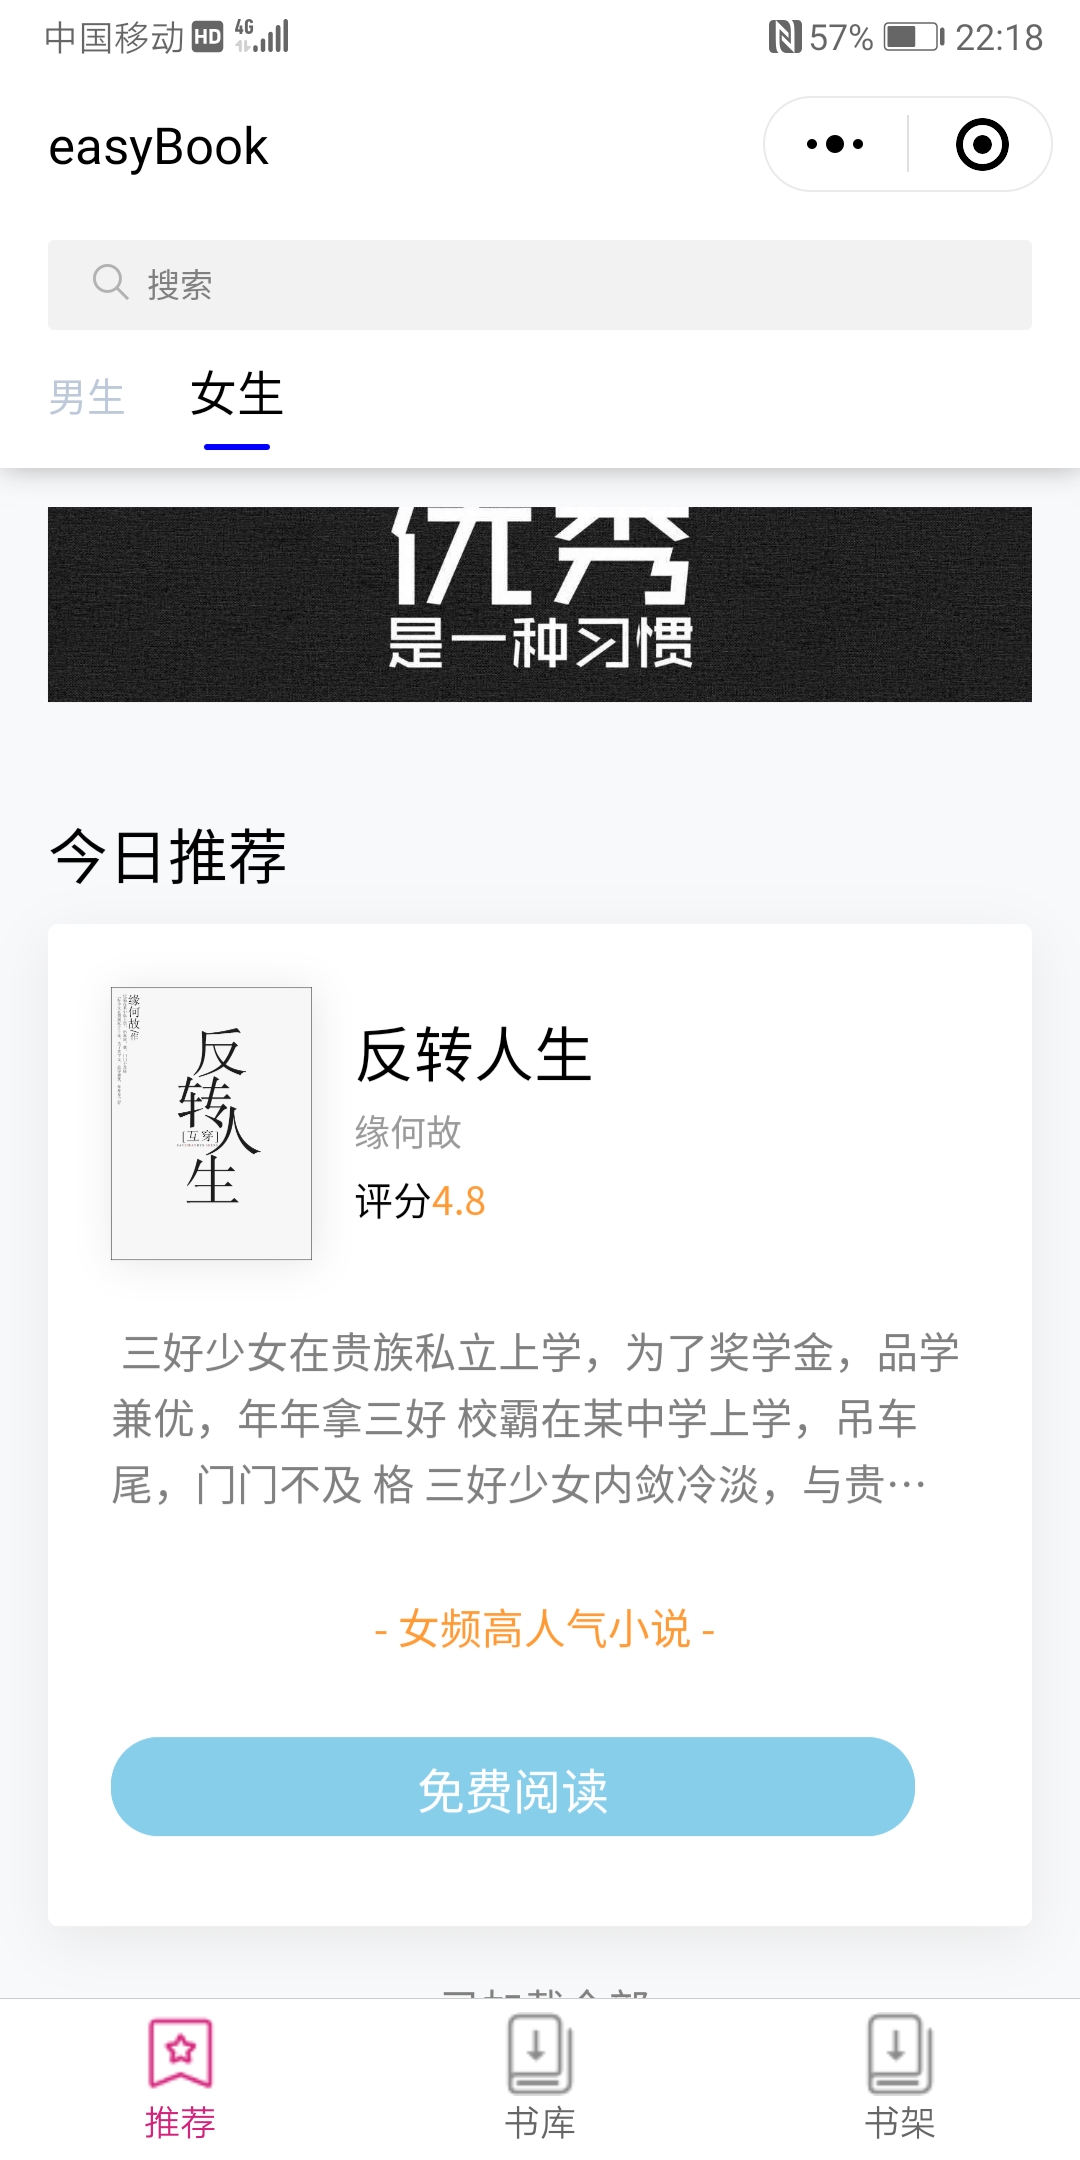 中国移动 HD 4G 57% 22:18
easyBook
搜索
男生 女生
优秀
是一种习惯
今日推荐
缘何故
反转人生
[互穿]
反转人生
缘何故
评分4.8
三好少女在贵族私立上学，为了奖学金，品学
兼优，年年拿三好 校霸在某中学上学，吊车
尾，门门不及 格 三好少女内敛冷淡，与贵…
- 女频高人气小说 -
免费阅读
已加载全部
推荐 书库 书架